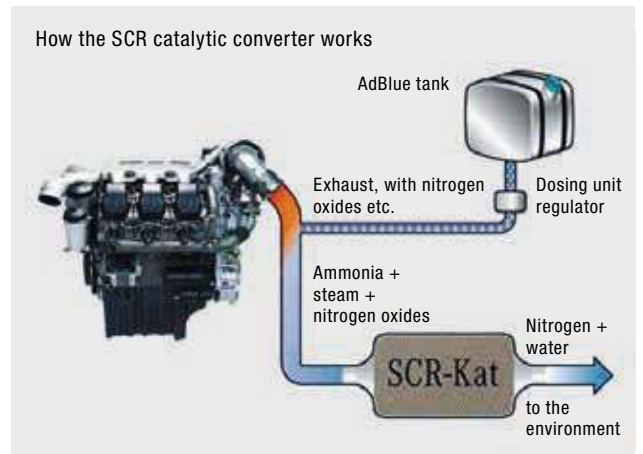 How the SCR catalytic converter works
AdBlue tank
Exhaust, with nitrogen
oxides etc.
Dosing unit
regulator
Ammonia +
steam +
nitrogen oxides
SCR-Kat
Nitrogen +
water
to the
environment